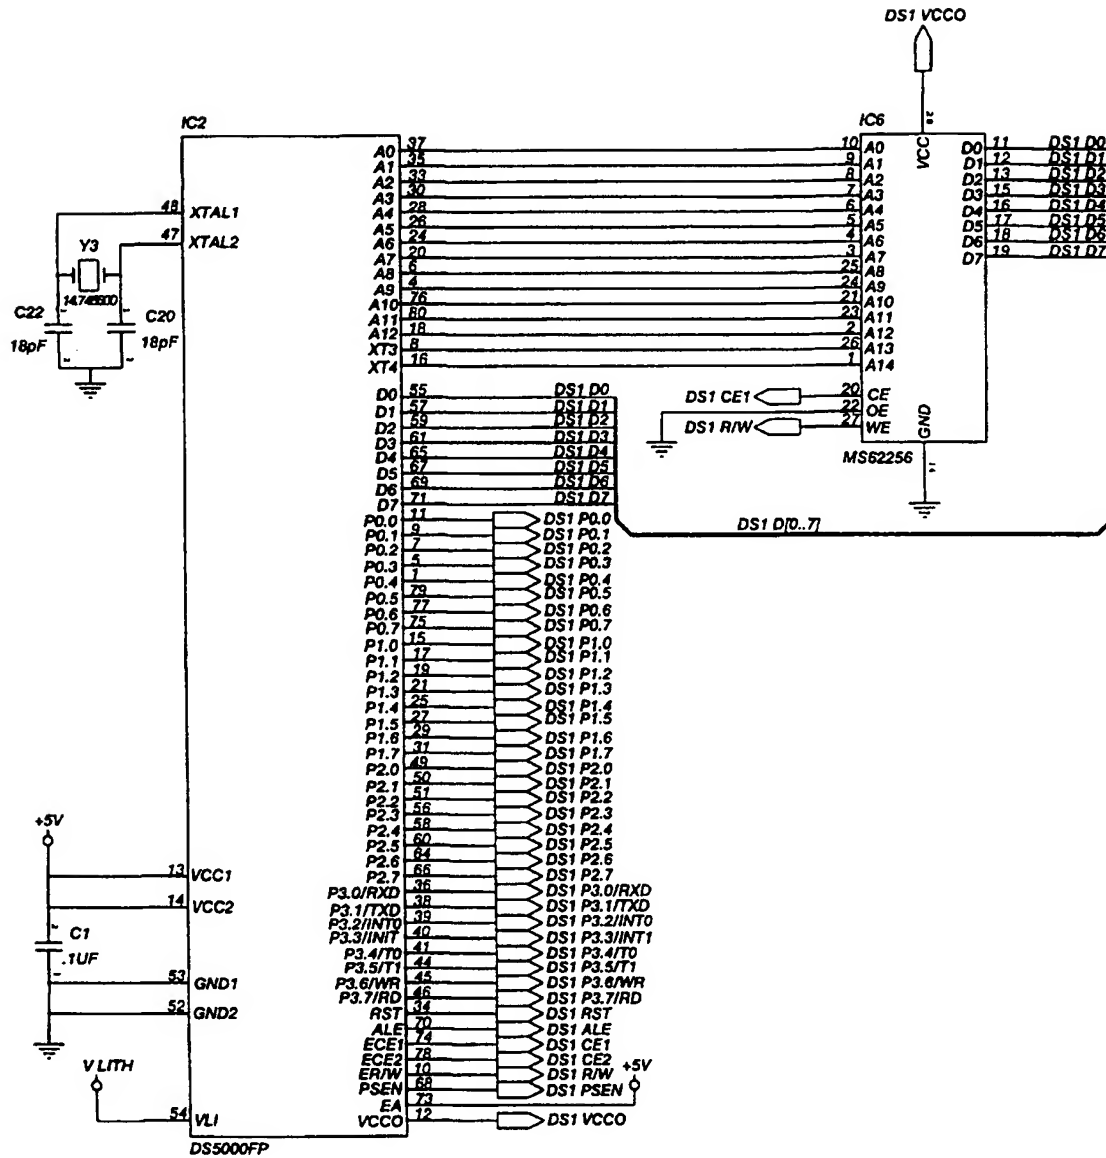 DS1 VCCO
IC2
IC6
28
VCC
A0 37
A1 35
A2 33
A3 30
A4 28
A5 26
A6 24
A7 20
A8 6
A9 4
A10 76
A11 80
A12 18
XT3 8
XT4 16
10 A0
9 A1
8 A2
7 A3
6 A4
5 A5
4 A6
3 A7
25 A8
24 A9
21 A10
23 A11
2 A12
26 A13
1 A14
D0 11 DS1 D0
D1 12 DS1 D1
D2 13 DS1 D2
D3 15 DS1 D3
D4 16 DS1 D4
D5 17 DS1 D5
D6 18 DS1 D6
D7 19 DS1 D7
DS1 CE1 20 CE
22 OE
DS1 R/W 27 WE
GND
14
MS62256
48 XTAL1
47 XTAL2
Y3
C22
18pF
C20
18pF
D0 55 DS1 D0
D1 57 DS1 D1
D2 59 DS1 D2
D3 61 DS1 D3
D4 65 DS1 D4
D5 67 DS1 D5
D6 69 DS1 D6
D7 71 DS1 D7
DS1 D[0..7]
P0.0 11 DS1 P0.0
P0.1 9 DS1 P0.1
P0.2 7 DS1 P0.2
P0.3 5 DS1 P0.3
P0.4 1 DS1 P0.4
P0.5 79 DS1 P0.5
P0.6 77 DS1 P0.6
P0.7 75 DS1 P0.7
P1.0 15 DS1 P1.0
P1.1 17 DS1 P1.1
P1.2 19 DS1 P1.2
P1.3 21 DS1 P1.3
P1.4 25 DS1 P1.4
P1.5 27 DS1 P1.5
P1.6 29 DS1 P1.6
P1.7 31 DS1 P1.7
P2.0 49 DS1 P2.0
P2.1 50 DS1 P2.1
P2.2 51 DS1 P2.2
P2.3 56 DS1 P2.3
P2.4 58 DS1 P2.4
P2.5 60 DS1 P2.5
P2.6 64 DS1 P2.6
P2.7 66 DS1 P2.7
P3.0/RXD 36 DS1 P3.0/RXD
P3.1/TXD 38 DS1 P3.1/TXD
P3.2/INT0 39 DS1 P3.2/INT0
P3.3/INIT 40 DS1 P3.3/INT1
P3.4/T0 41 DS1 P3.4/T0
P3.5/T1 44 DS1 P3.5/T1
P3.6/WR 45 DS1 P3.6/WR
P3.7/RD 46 DS1 P3.7/RD
RST 34 DS1 RST
ALE 70 DS1 ALE
ECE1 74 DS1 CE1
ECE2 78 DS1 CE2
ER/W 10 DS1 R/W
PSEN 68 DS1 PSEN
EA 73 +5V
VCCO 12 DS1 VCCO
+5V
13 VCC1
14 VCC2
C1
.1UF
53 GND1
52 GND2
V LITH
54 VLI
DS5000FP